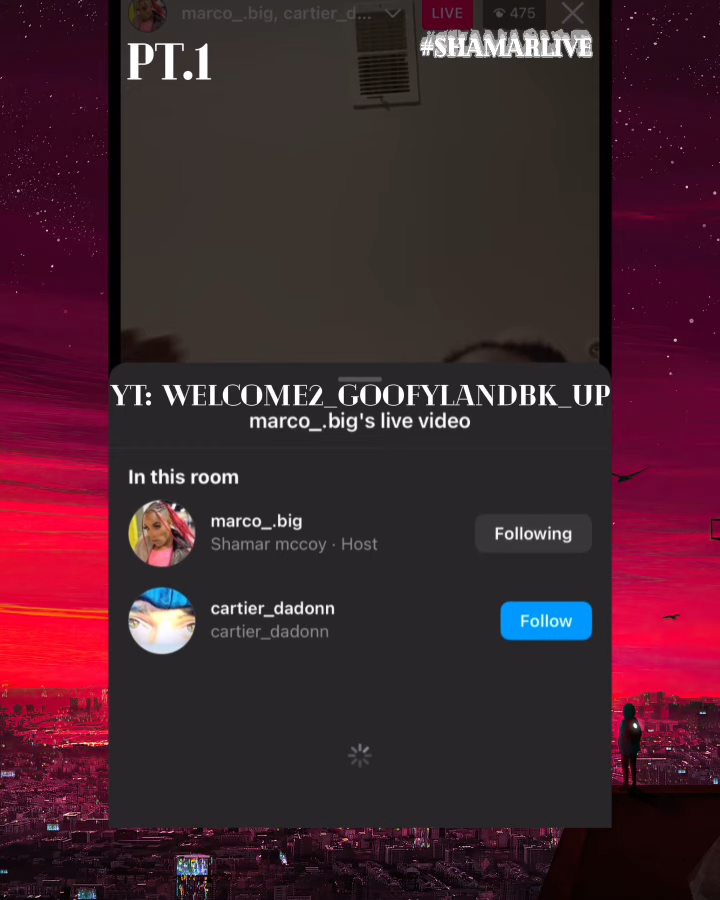 marco_.big, cartier_d...
LIVE
475
PT.1
#SHAMARLIVE
YT: WELCOME2_GOOFYLANDBK_UP
marco_.big's live video
In this room
marco_.big
Shamar mccoy · Host
Following
cartier_dadonn
cartier_dadonn
Follow